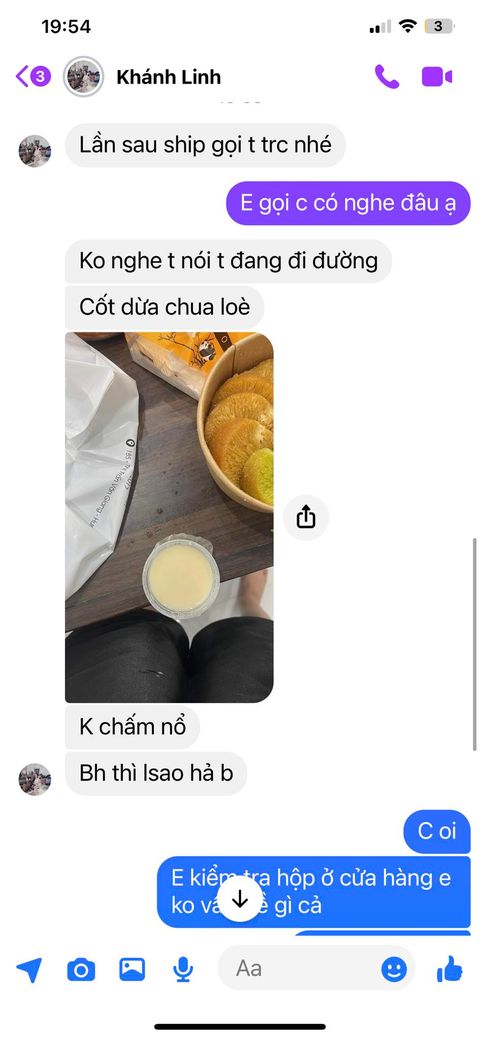 19:54
3
3
Khánh Linh
Lần sau ship gọi t trc nhé
E gọi c có nghe đâu ạ
Ko nghe t nói t đang đi đường
Cốt dừa chua loè
K chấm nổ
Bh thì lsao hả b
C oi
E kiểm tra hộp ở cửa hàng e
ko gì cả
Aa